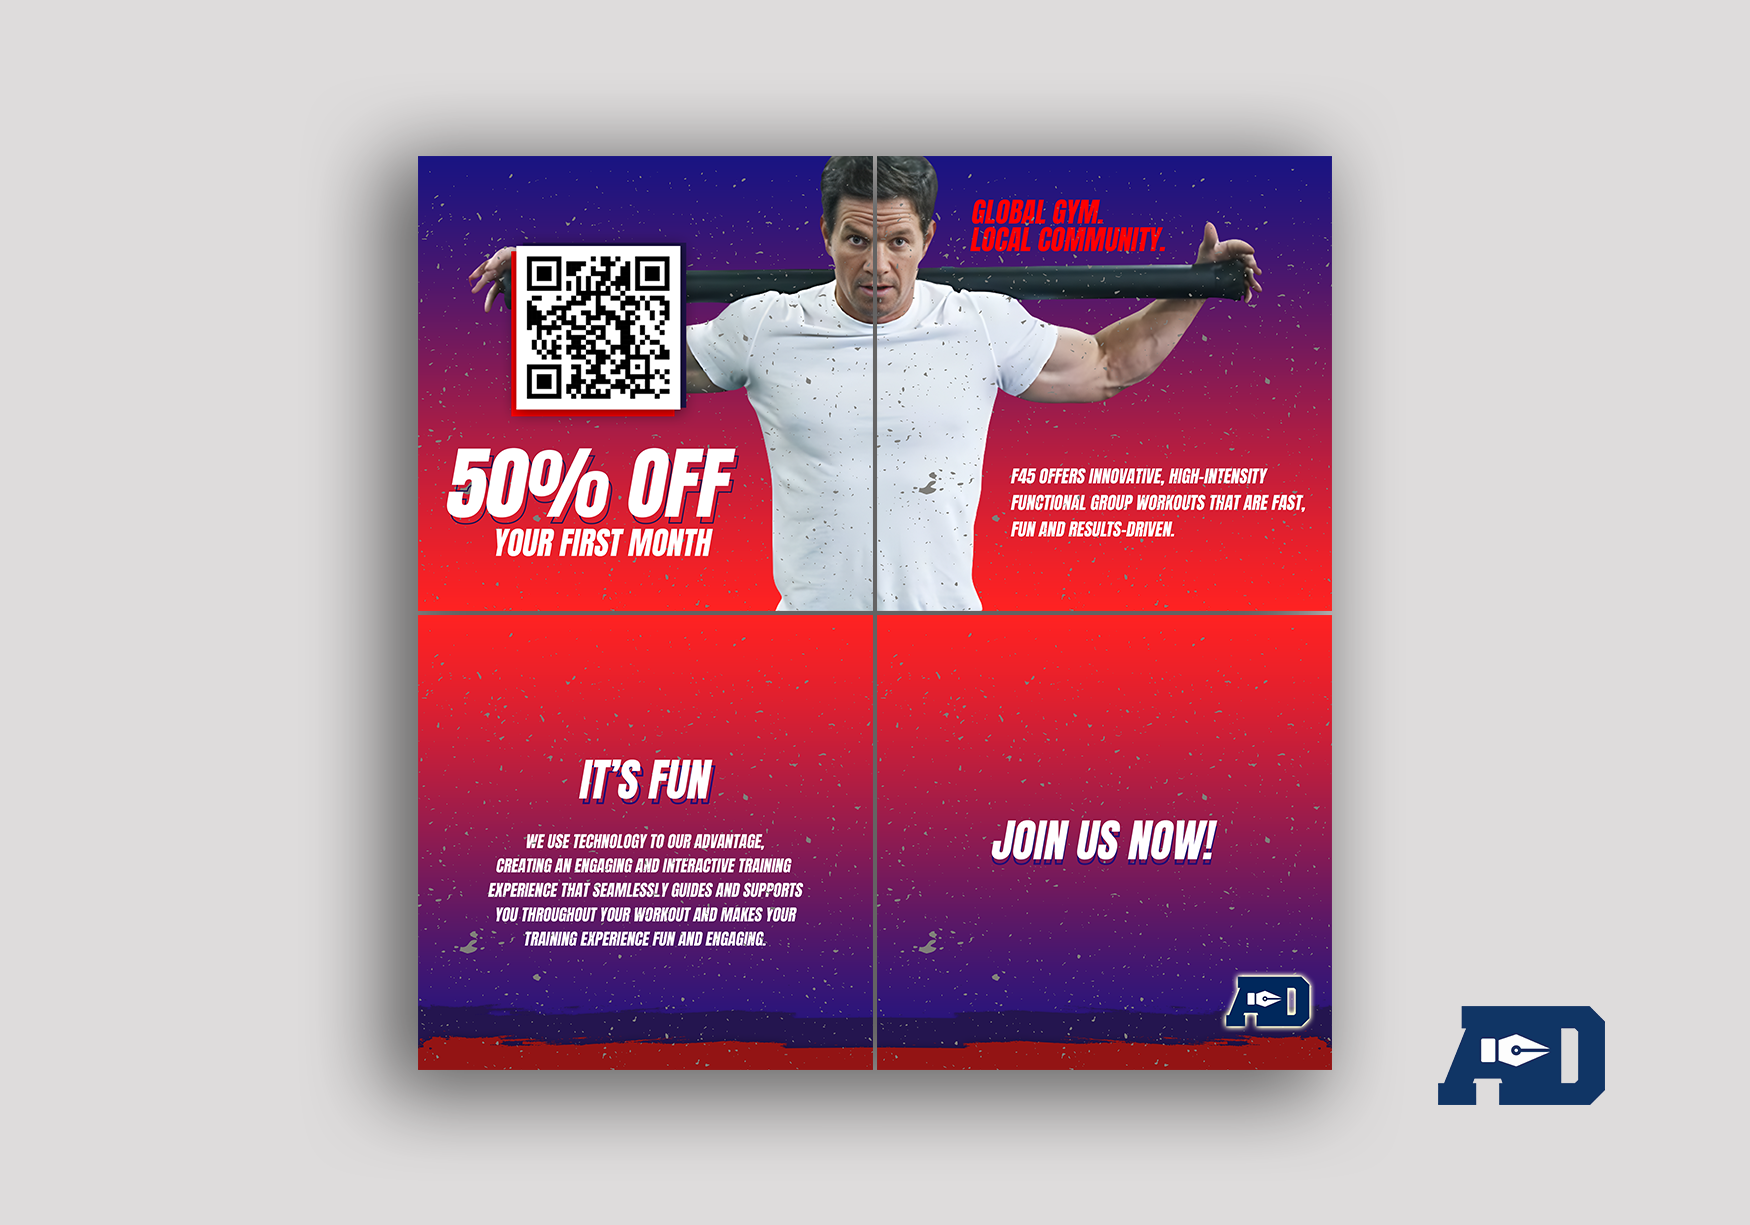 GLOBAL GYM.
LOCAL COMMUNITY.
50% OFF
YOUR FIRST MONTH
F45 OFFERS INNOVATIVE, HIGH-INTENSITY
FUNCTIONAL GROUP WORKOUTS THAT ARE FAST,
FUN AND RESULTS-DRIVEN.
IT'S FUN
WE USE TECHNOLOGY TO OUR ADVANTAGE,
CREATING AN ENGAGING AND INTERACTIVE TRAINING
EXPERIENCE THAT SEAMLESSLY GUIDES AND SUPPORTS
YOU THROUGHOUT YOUR WORKOUT AND MAKES YOUR
TRAINING EXPERIENCE FUN AND ENGAGING.
JOIN US NOW!
AD
AD